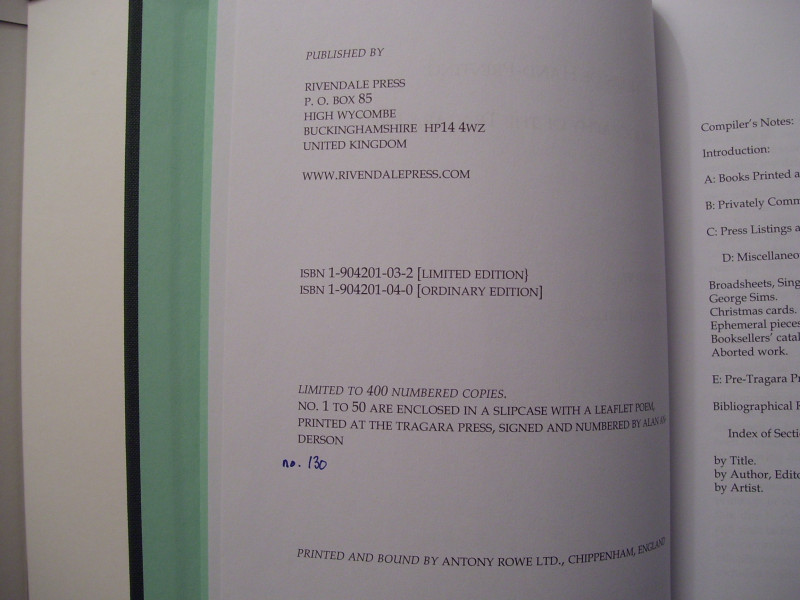 PUBLISHED BY
RIVENDALE PRESS
P. O. BOX 85
HIGH WYCOMBE
BUCKINGHAMSHIRE HP14 4WZ
UNITED KINGDOM
WWW.RIVENDALEPRESS.COM
ISBN 1-904201-03-2 [LIMITED EDITION}
ISBN 1-904201-04-0 [ORDINARY EDITION]
LIMITED TO 400 NUMBERED COPIES.
NO. 1 TO 50 ARE ENCLOSED IN A SLIPCASE WITH A LEAFLET POEM,
PRINTED AT THE TRAGARA PRESS, SIGNED AND NUMBERED BY ALAN AN
DERSON
no. 130
PRINTED AND BOUND BY ANTONY ROWE LTD., CHIPPENHAM, ENGLAND
Compiler's Notes:
Introduction:
A: Books Printed a
B: Privately Comm
C: Press Listings a
D: Miscellaneo
Broadsheets, Sing
George Sims.
Christmas cards.
Ephemeral pieces
Booksellers' catal
Aborted work.
E: Pre-Tragara Pr
Bibliographical
Index of Secti
by Title.
by Author, Edito
by Artist.